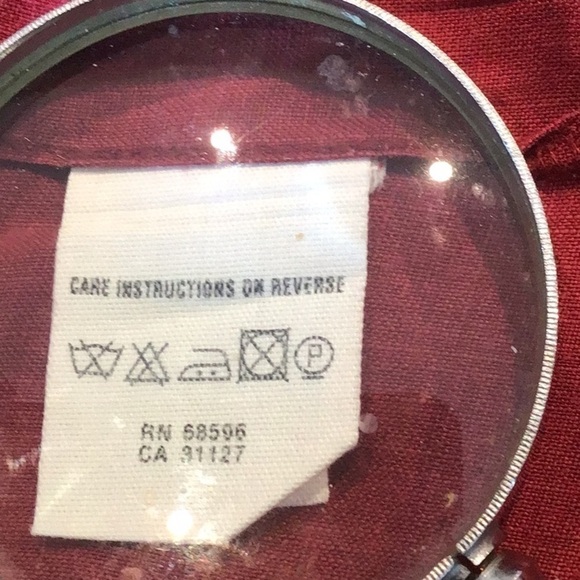 CARE INSTRUCTIONS ON REVERSE
P
RN 68596
CA 31127